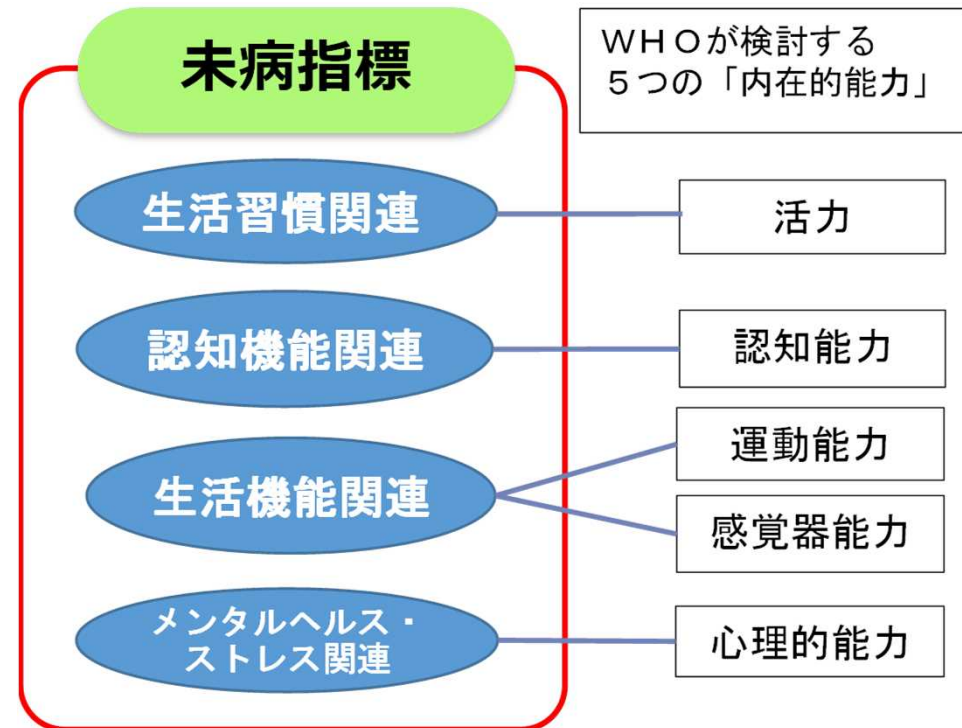 未病指標
WHOが検討する
5つの「内在的能力」
生活習慣関連
活力
認知機能関連
認知能力
生活機能関連
運動能力
感覚器能力
メンタルヘルス・
ストレス関連
心理的能力